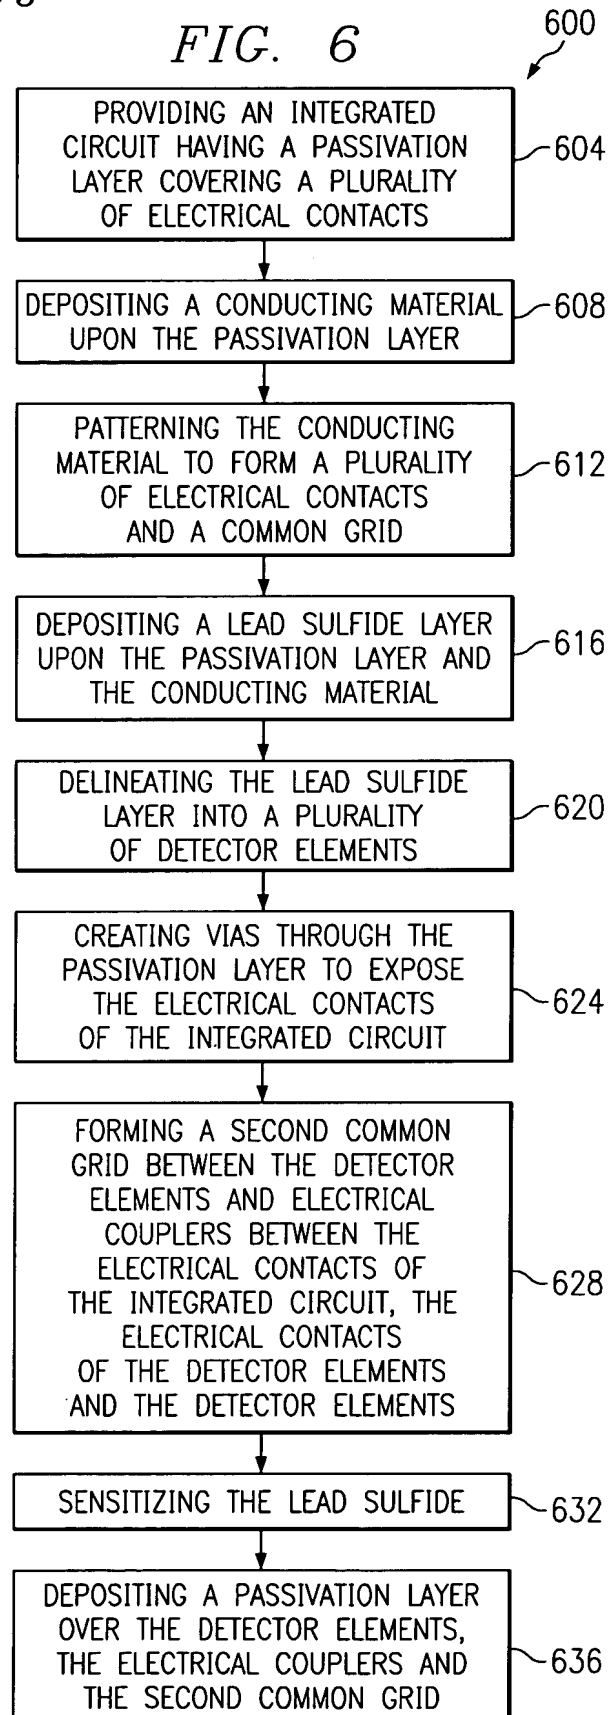 FIG. 6
600
PROVIDING AN INTEGRATED
CIRCUIT HAVING A PASSIVATION
LAYER COVERING A PLURALITY
OF ELECTRICAL CONTACTS
604
DEPOSITING A CONDUCTING MATERIAL
UPON THE PASSIVATION LAYER
608
PATTERNING THE CONDUCTING
MATERIAL TO FORM A PLURALITY
OF ELECTRICAL CONTACTS
AND A COMMON GRID
612
DEPOSITING A LEAD SULFIDE LAYER
UPON THE PASSIVATION LAYER AND
THE CONDUCTING MATERIAL
616
DELINEATING THE LEAD SULFIDE
LAYER INTO A PLURALITY
OF DETECTOR ELEMENTS
620
CREATING VIAS THROUGH THE
PASSIVATION LAYER TO EXPOSE
THE ELECTRICAL CONTACTS
OF THE INTEGRATED CIRCUIT
624
FORMING A SECOND COMMON
GRID BETWEEN THE DETECTOR
ELEMENTS AND ELECTRICAL
COUPLERS BETWEEN THE
ELECTRICAL CONTACTS OF
THE INTEGRATED CIRCUIT, THE
ELECTRICAL CONTACTS
OF THE DETECTOR ELEMENTS
AND THE DETECTOR ELEMENTS
628
SENSITIZING THE LEAD SULFIDE
632
DEPOSITING A PASSIVATION LAYER
OVER THE DETECTOR ELEMENTS,
THE ELECTRICAL COUPLERS AND
THE SECOND COMMON GRID
636